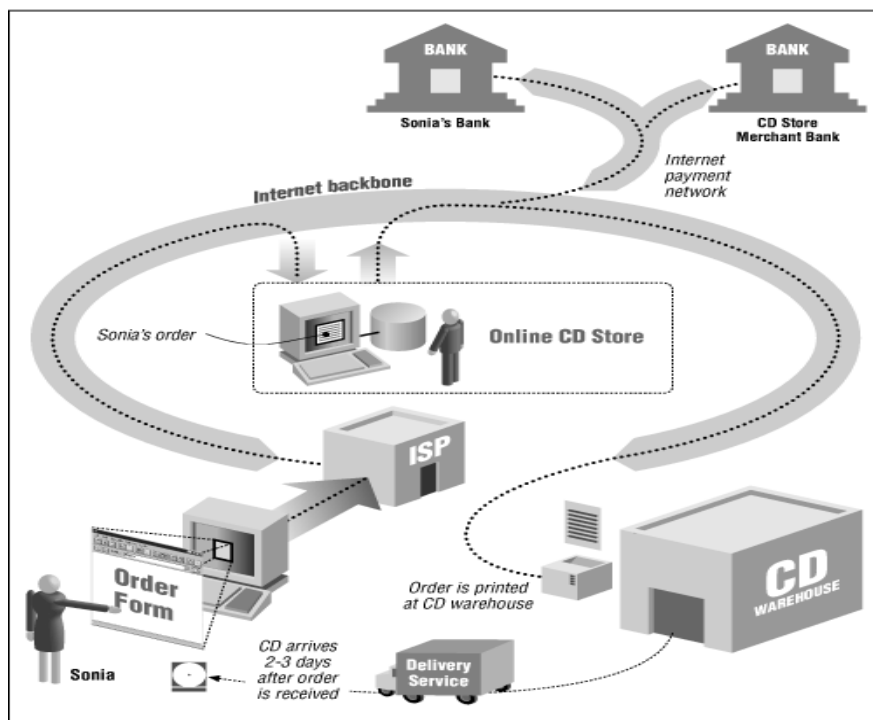 BANK
Sonia's Bank
BANK
CD Store
Merchant Bank
Internet
payment
network
Internet backbone
Sonia's order
Online CD Store
ISP
Order
Form
Sonia
CD arrives
2-3 days
after order
is received
Order is printed
at CD warehouse
CD
WAREHOUSE
Delivery
Service